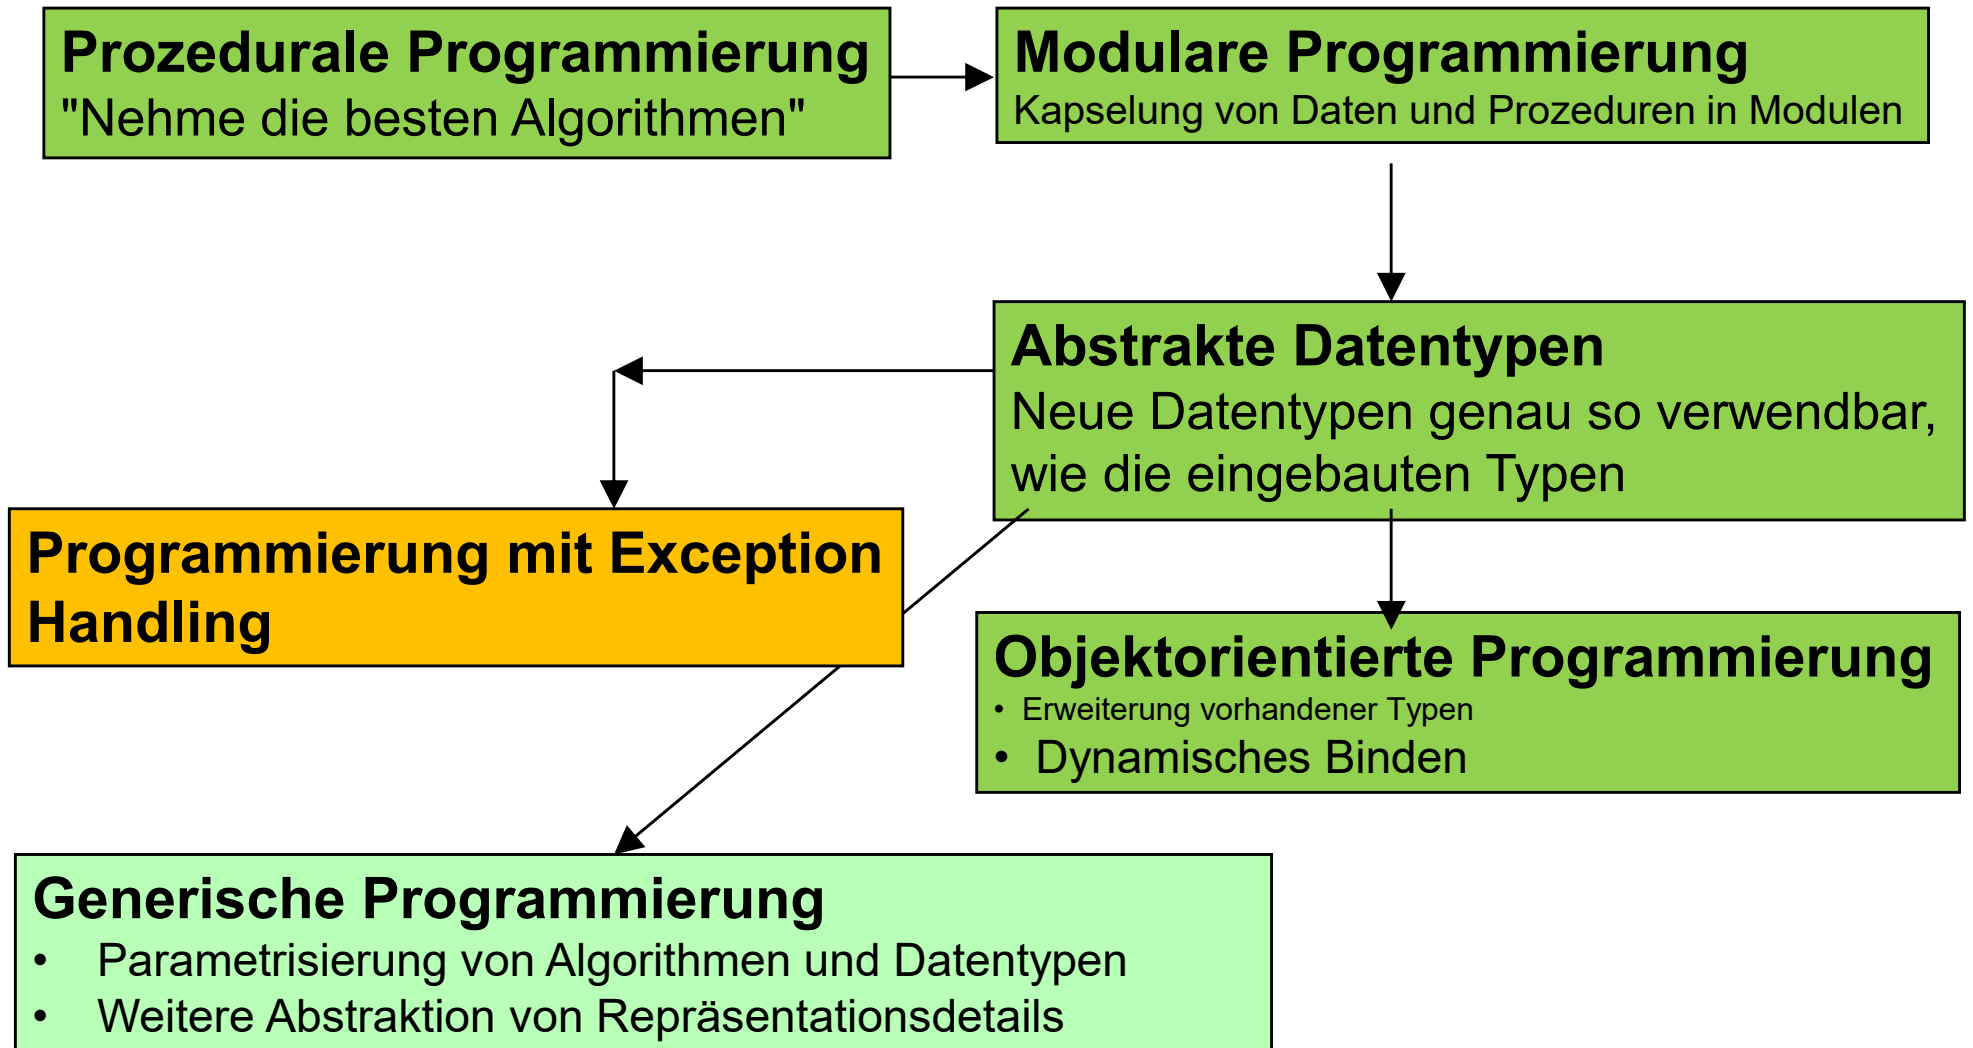 Prozedurale Programmierung
"Nehme die besten Algorithmen"
Modulare Programmierung
Kapselung von Daten und Prozeduren in Modulen
Abstrakte Datentypen
Neue Datentypen genau so verwendbar,
wie die eingebauten Typen
Programmierung mit Exception
Handling
Objektorientierte Programmierung
• Erweiterung vorhandener Typen
• Dynamisches Binden
Generische Programmierung
• Parametrisierung von Algorithmen und Datentypen
• Weitere Abstraktion von Repräsentationsdetails